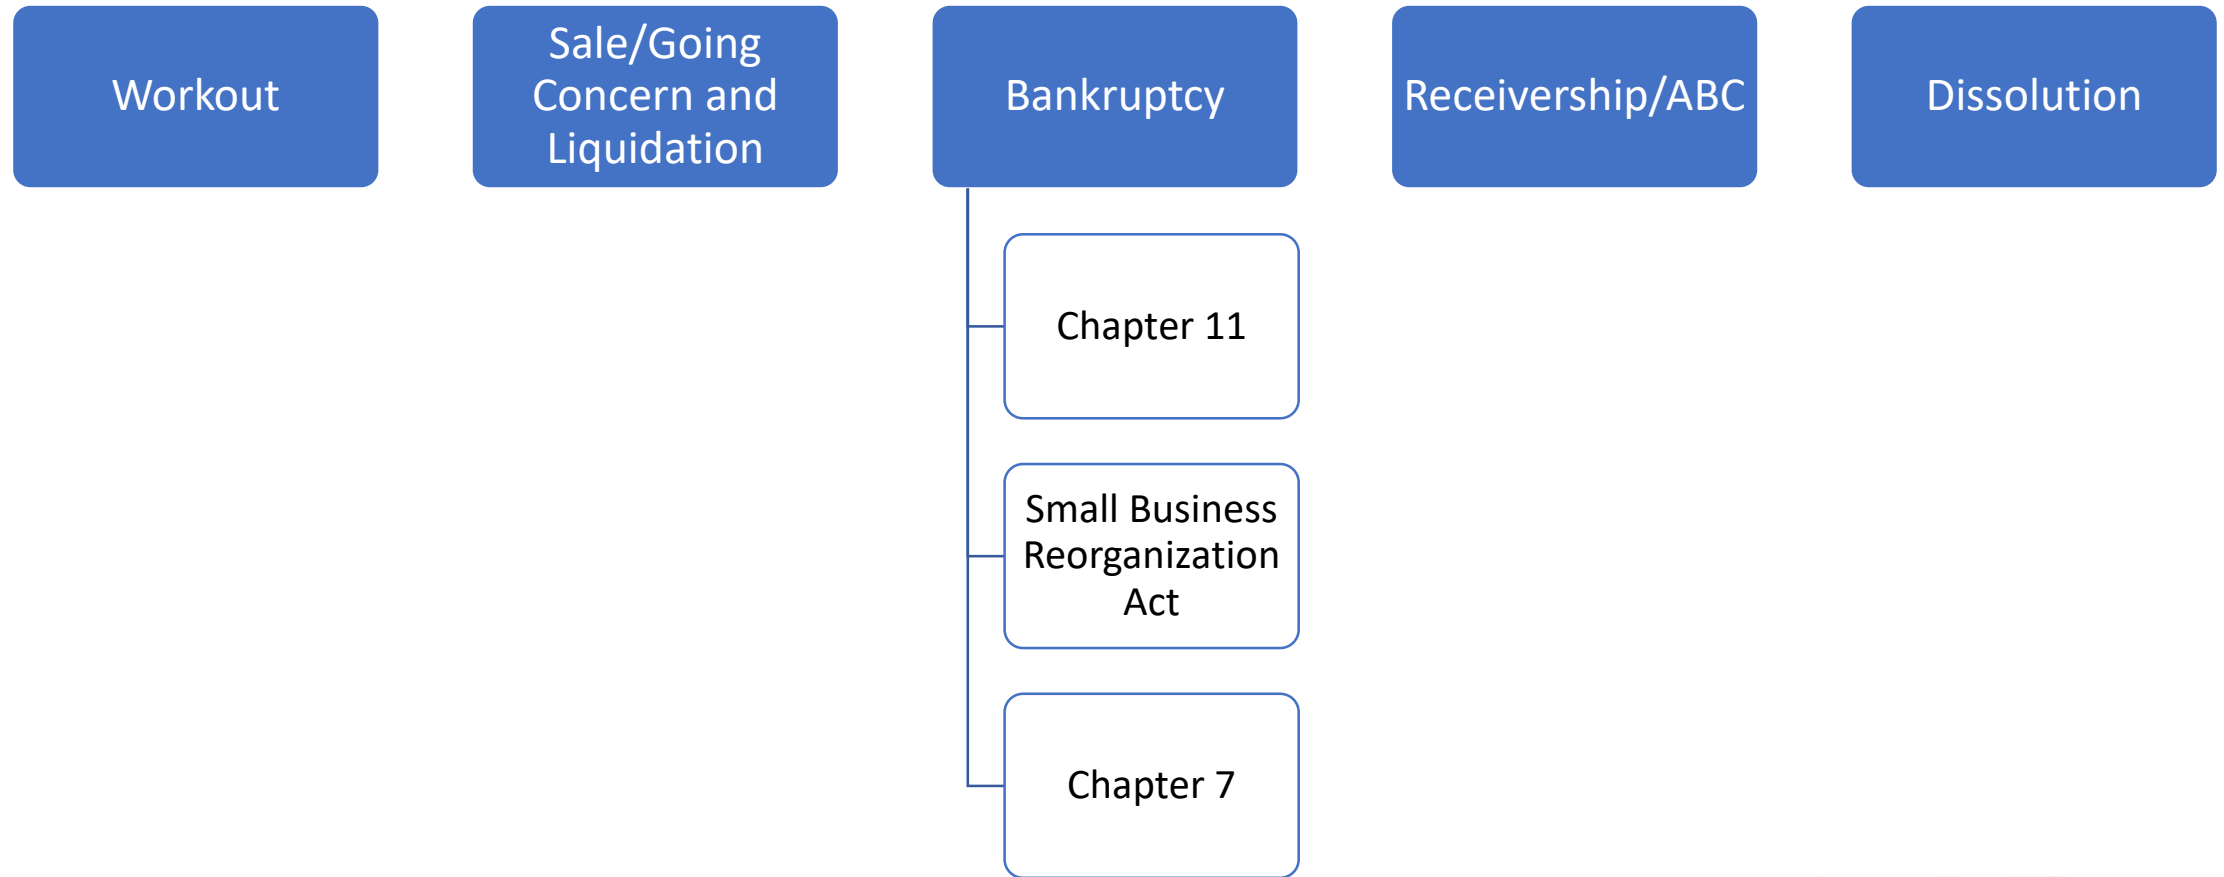 Workout
Sale/Going
Concern and
Liquidation
Bankruptcy
Receivership/ABC
Dissolution
Chapter 11
Small Business
Reorganization
Act
Chapter 7